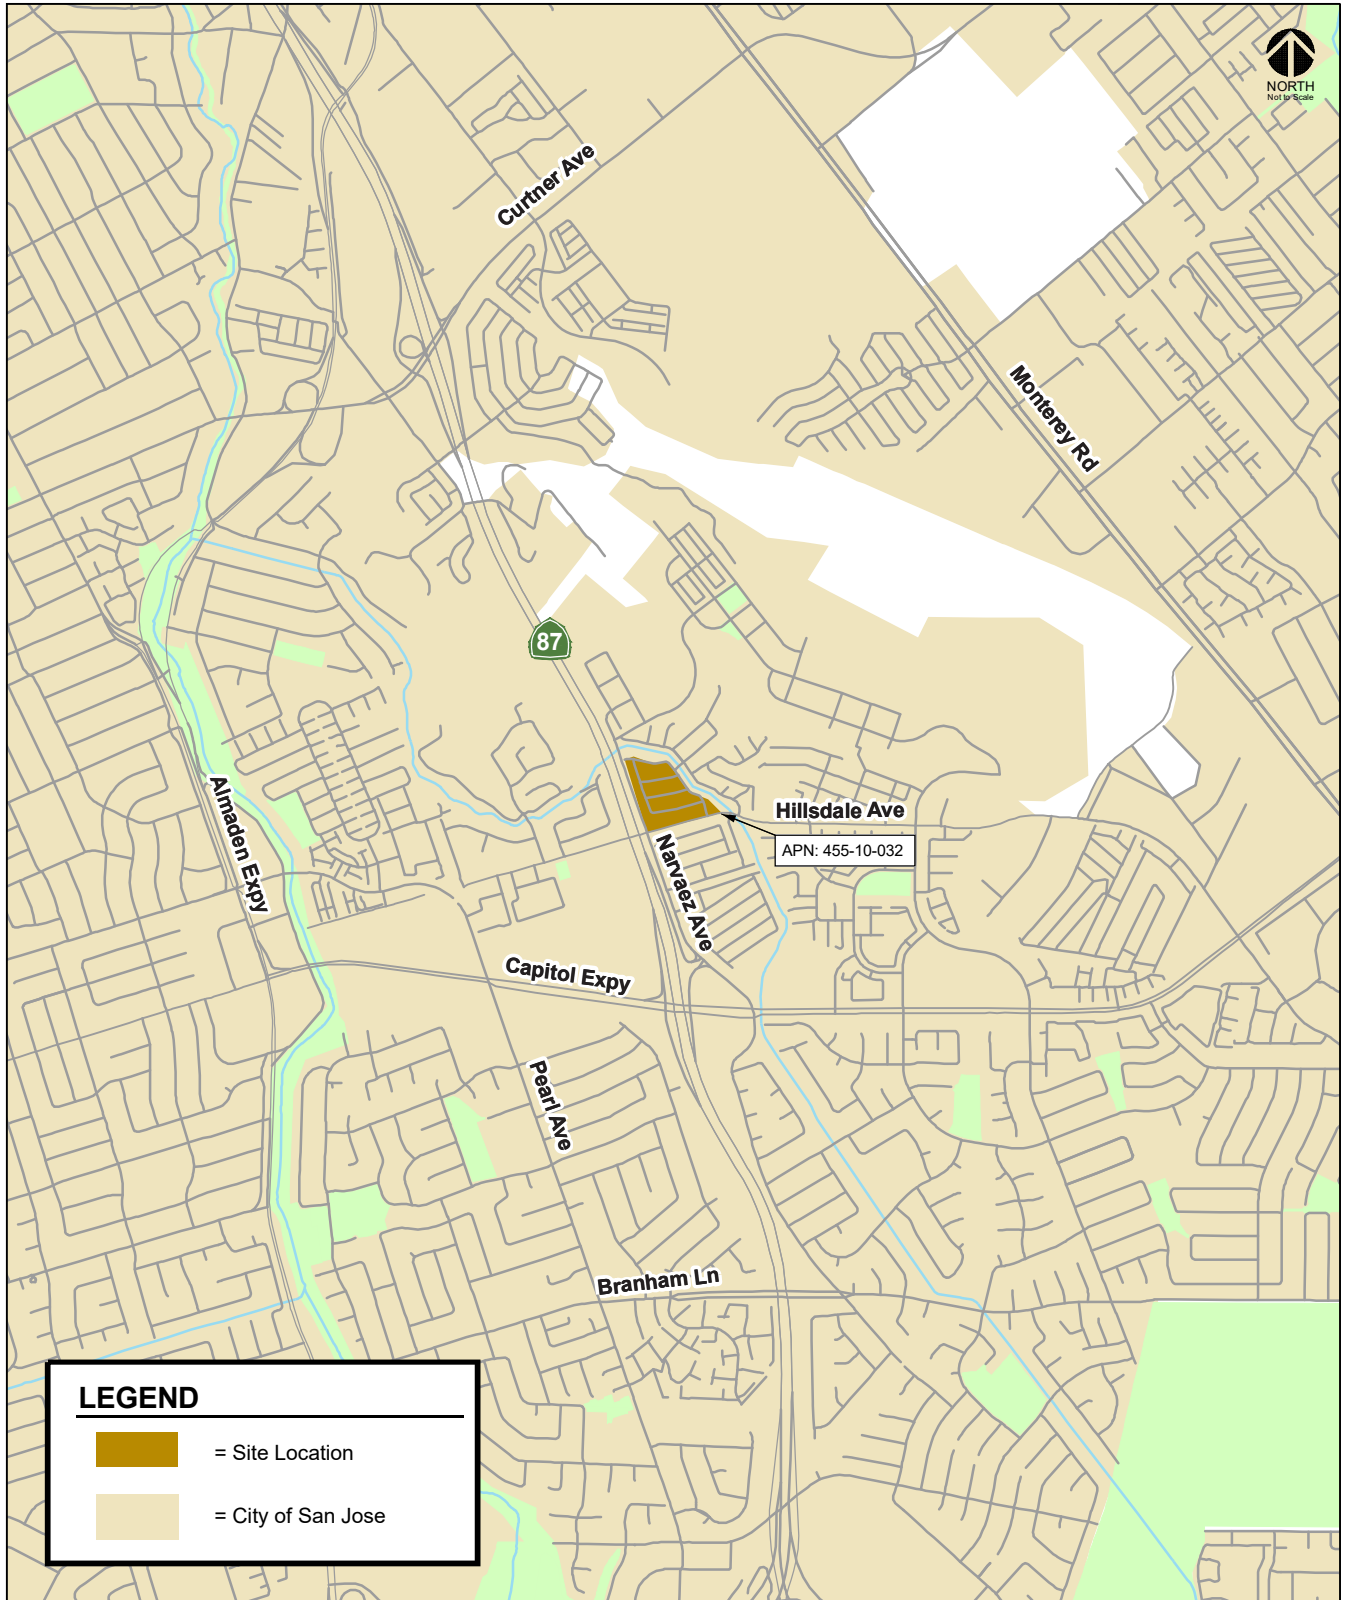 NORTH
Not to Scale
Curtner Ave
Monterey Rd
87
Almaden Expy
Hillsdale Ave
APN: 455-10-032
Narvaez Ave
Capitol Expy
Pearl Ave
Branham Ln
LEGEND
= Site Location
= City of San Jose